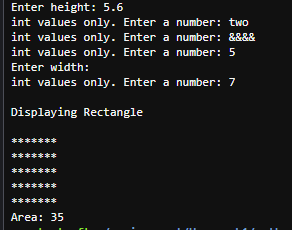 Enter height: 5.6
int values only. Enter a number: two
int values only. Enter a number: &&&&
int values only. Enter a number: 5
Enter width:
int values only. Enter a number: 7
Displaying Rectangle
*******
*******
*******
*******
*******
Area: 35